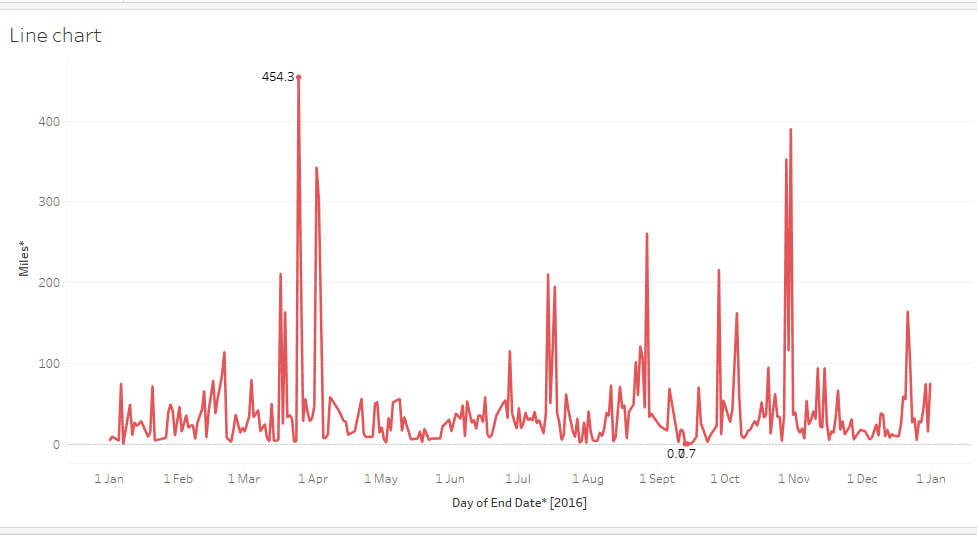 Line chart
454.3
400
300
200
100
0
Miles*
0.7
1 Jan 1 Feb 1 Mar 1 Apr 1 May 1 Jun 1 Jul 1 Aug 1 Sept 1 Oct 1 Nov 1 Dec 1 Jan
Day of End Date* [2016]